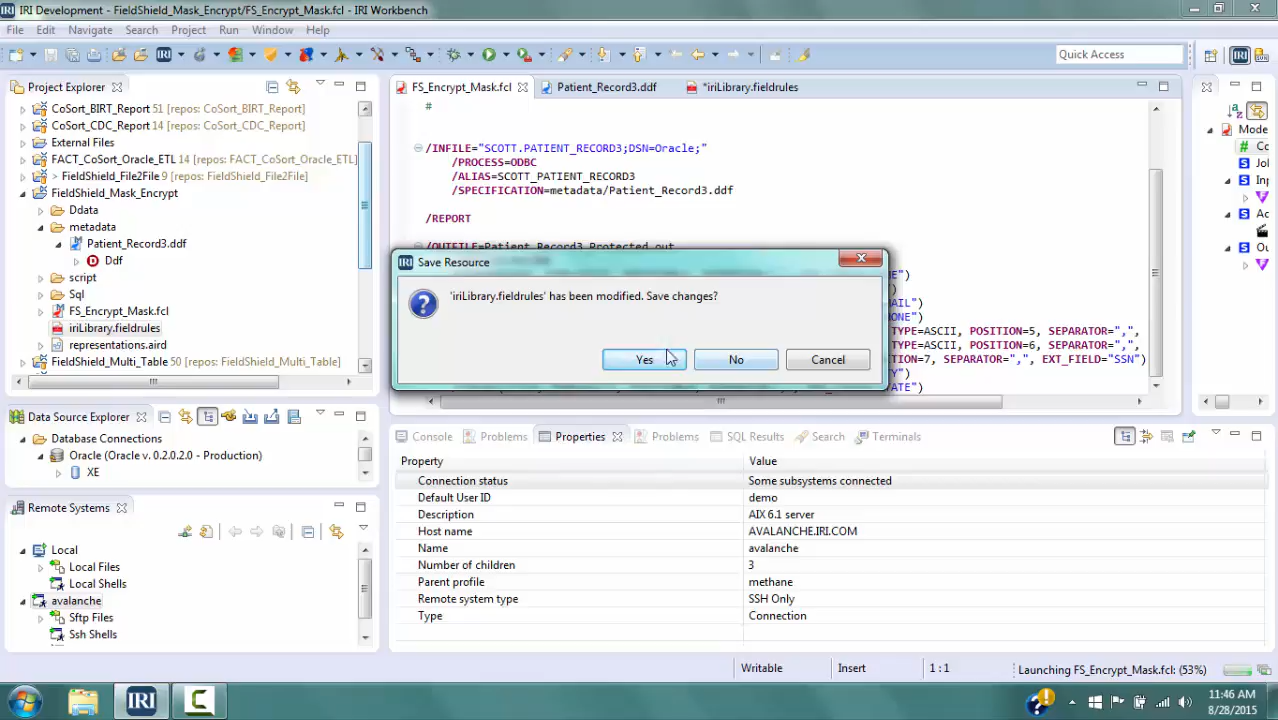 IRI Development - FieldShield_Mask_Encrypt/FS_Encrypt_Mask.fcl - IRI Workbench
File Edit Navigate Search Project Run Window Help
Quick Access
Project Explorer
CoSort_BIRT_Report 51 [repos: CoSort_BIRT_Report]
CoSort_CDC_Report 14 [repos: CoSort_CDC_Report]
External Files
FACT_CoSort_Oracle_ETL 14 [repos: FACT_CoSort_Oracle_ETL]
> FieldShield_File2File 9 [repos: FieldShield_File2File]
FieldShield_Mask_Encrypt
Ddata
metadata
Patient_Record3.ddf
Ddf
script
Sql
FS_Encrypt_Mask.fcl
iriLibrary.fieldrules
representations.aird
FieldShield_Multi_Table 50 [repos: FieldShield_Multi_Table]
Data Source Explorer
Database Connections
Oracle (Oracle v. 0.2.0.2.0 - Production)
XE
Remote Systems
Local
Local Files
Local Shells
avalanche
Sftp Files
Ssh Shells
FS_Encrypt_Mask.fcl Patient_Record3.ddf *iriLibrary.fieldrules
#
/INFILE="SCOTT.PATIENT_RECORD3;DSN=Oracle;"
/PROCESS=ODBC
/ALIAS=SCOTT_PATIENT_RECORD3
/SPECIFICATION=metadata/Patient_Record3.ddf
/REPORT
/OUTFILE=Patient_Record3_Protected.out
Save Resource
'iriLibrary.fieldrules' has been modified. Save changes?
Yes No Cancel
TYPE=ASCII, POSITION=5, SEPARATOR=",",
TYPE=ASCII, POSITION=6, SEPARATOR=",",
ION=7, SEPARATOR=",", EXT_FIELD="SSN")
Mode
Console Problems Properties Problems SQL Results Search Terminals
Property Value
Connection status Some subsystems connected
Default User ID demo
Description AIX 6.1 server
Host name AVALANCHE.IRI.COM
Name avalanche
Number of children 3
Parent profile methane
Remote system type SSH Only
Type Connection
Writable Insert 1 : 1 Launching FS_Encrypt_Mask.fcl: (53%)
IRI
11:46 AM
8/28/2015